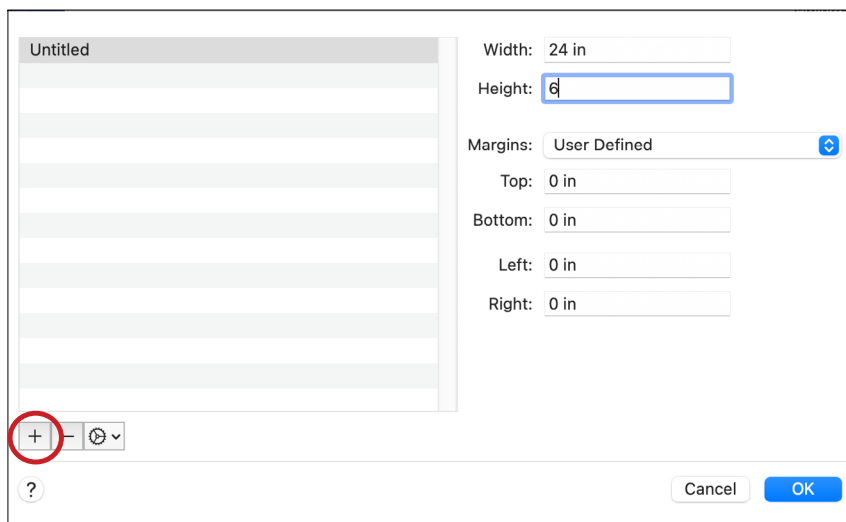 Untitled
Width: 24 in
Height: 6
Margins: User Defined
Top: 0 in
Bottom: 0 in
Left: 0 in
Right: 0 in
+ −
? Cancel OK